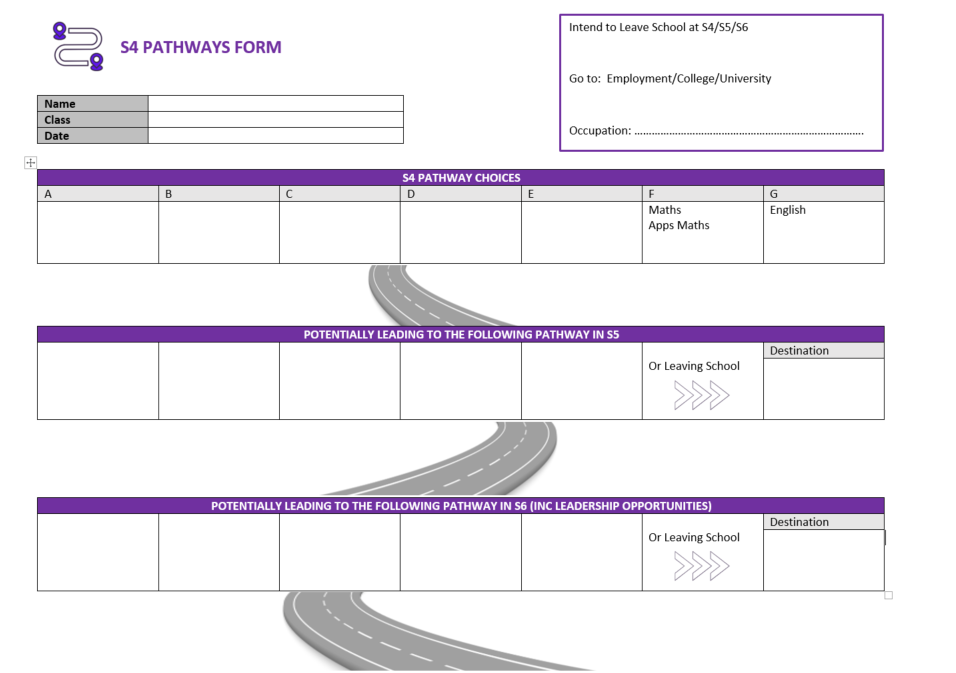 S4 PATHWAYS FORM
Intend to Leave School at S4/S5/S6
Go to:  Employment/College/University
Occupation: ……………………………………………………………………….
Name
Class
Date
S4 PATHWAY CHOICES
A B C D E F G
Maths English
Apps Maths
POTENTIALLY LEADING TO THE FOLLOWING PATHWAY IN S5
Destination
Or Leaving School
POTENTIALLY LEADING TO THE FOLLOWING PATHWAY IN S6 (INC LEADERSHIP OPPORTUNITIES)
Destination
Or Leaving School